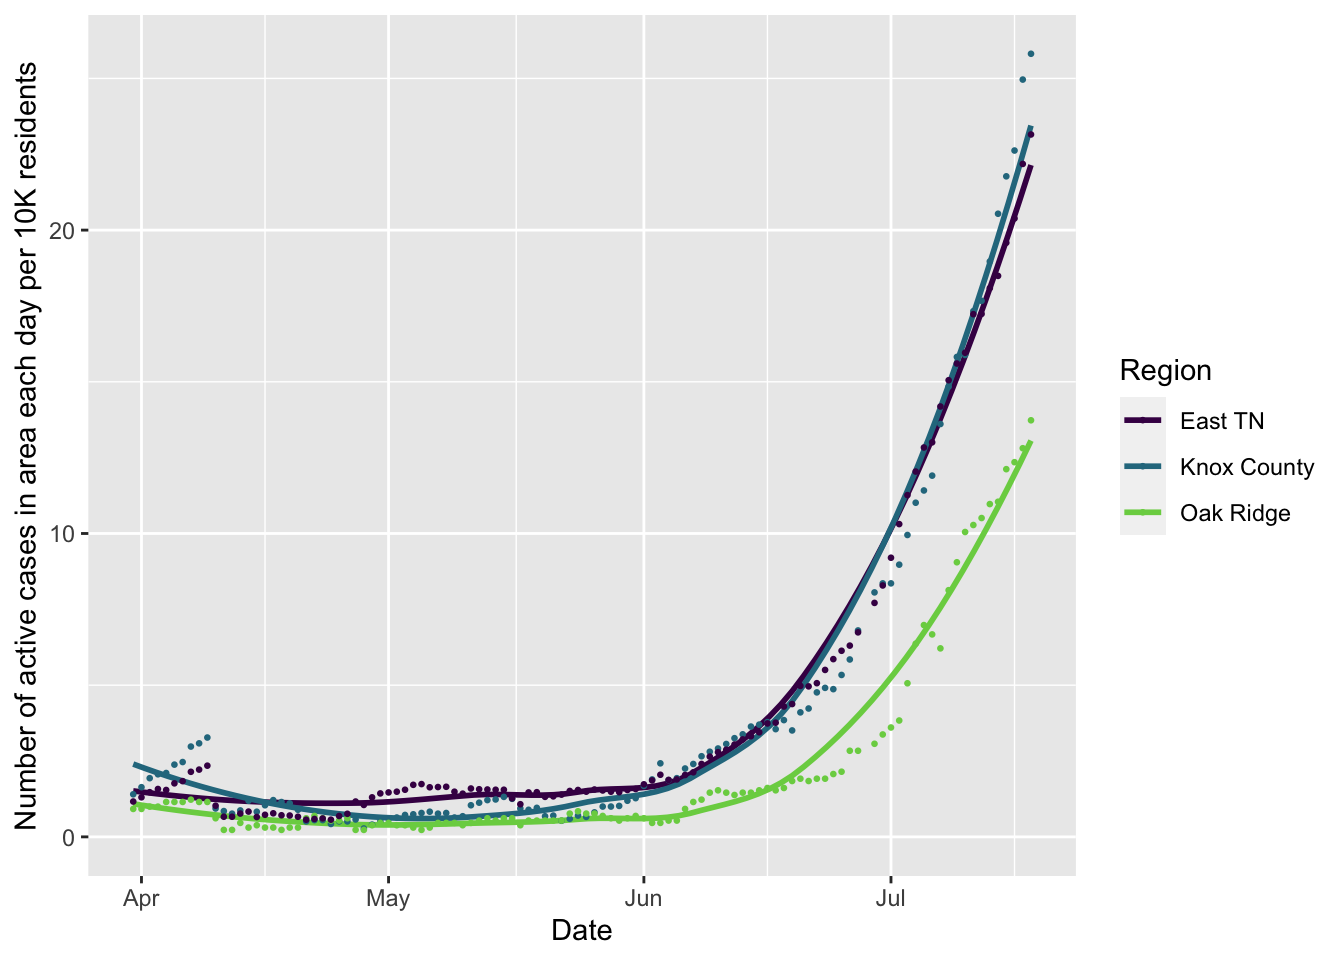 Number of active cases in area each day per 10K residents
20
10
0
Apr
May
Jun
Jul
Date
Region
East TN
Knox County
Oak Ridge